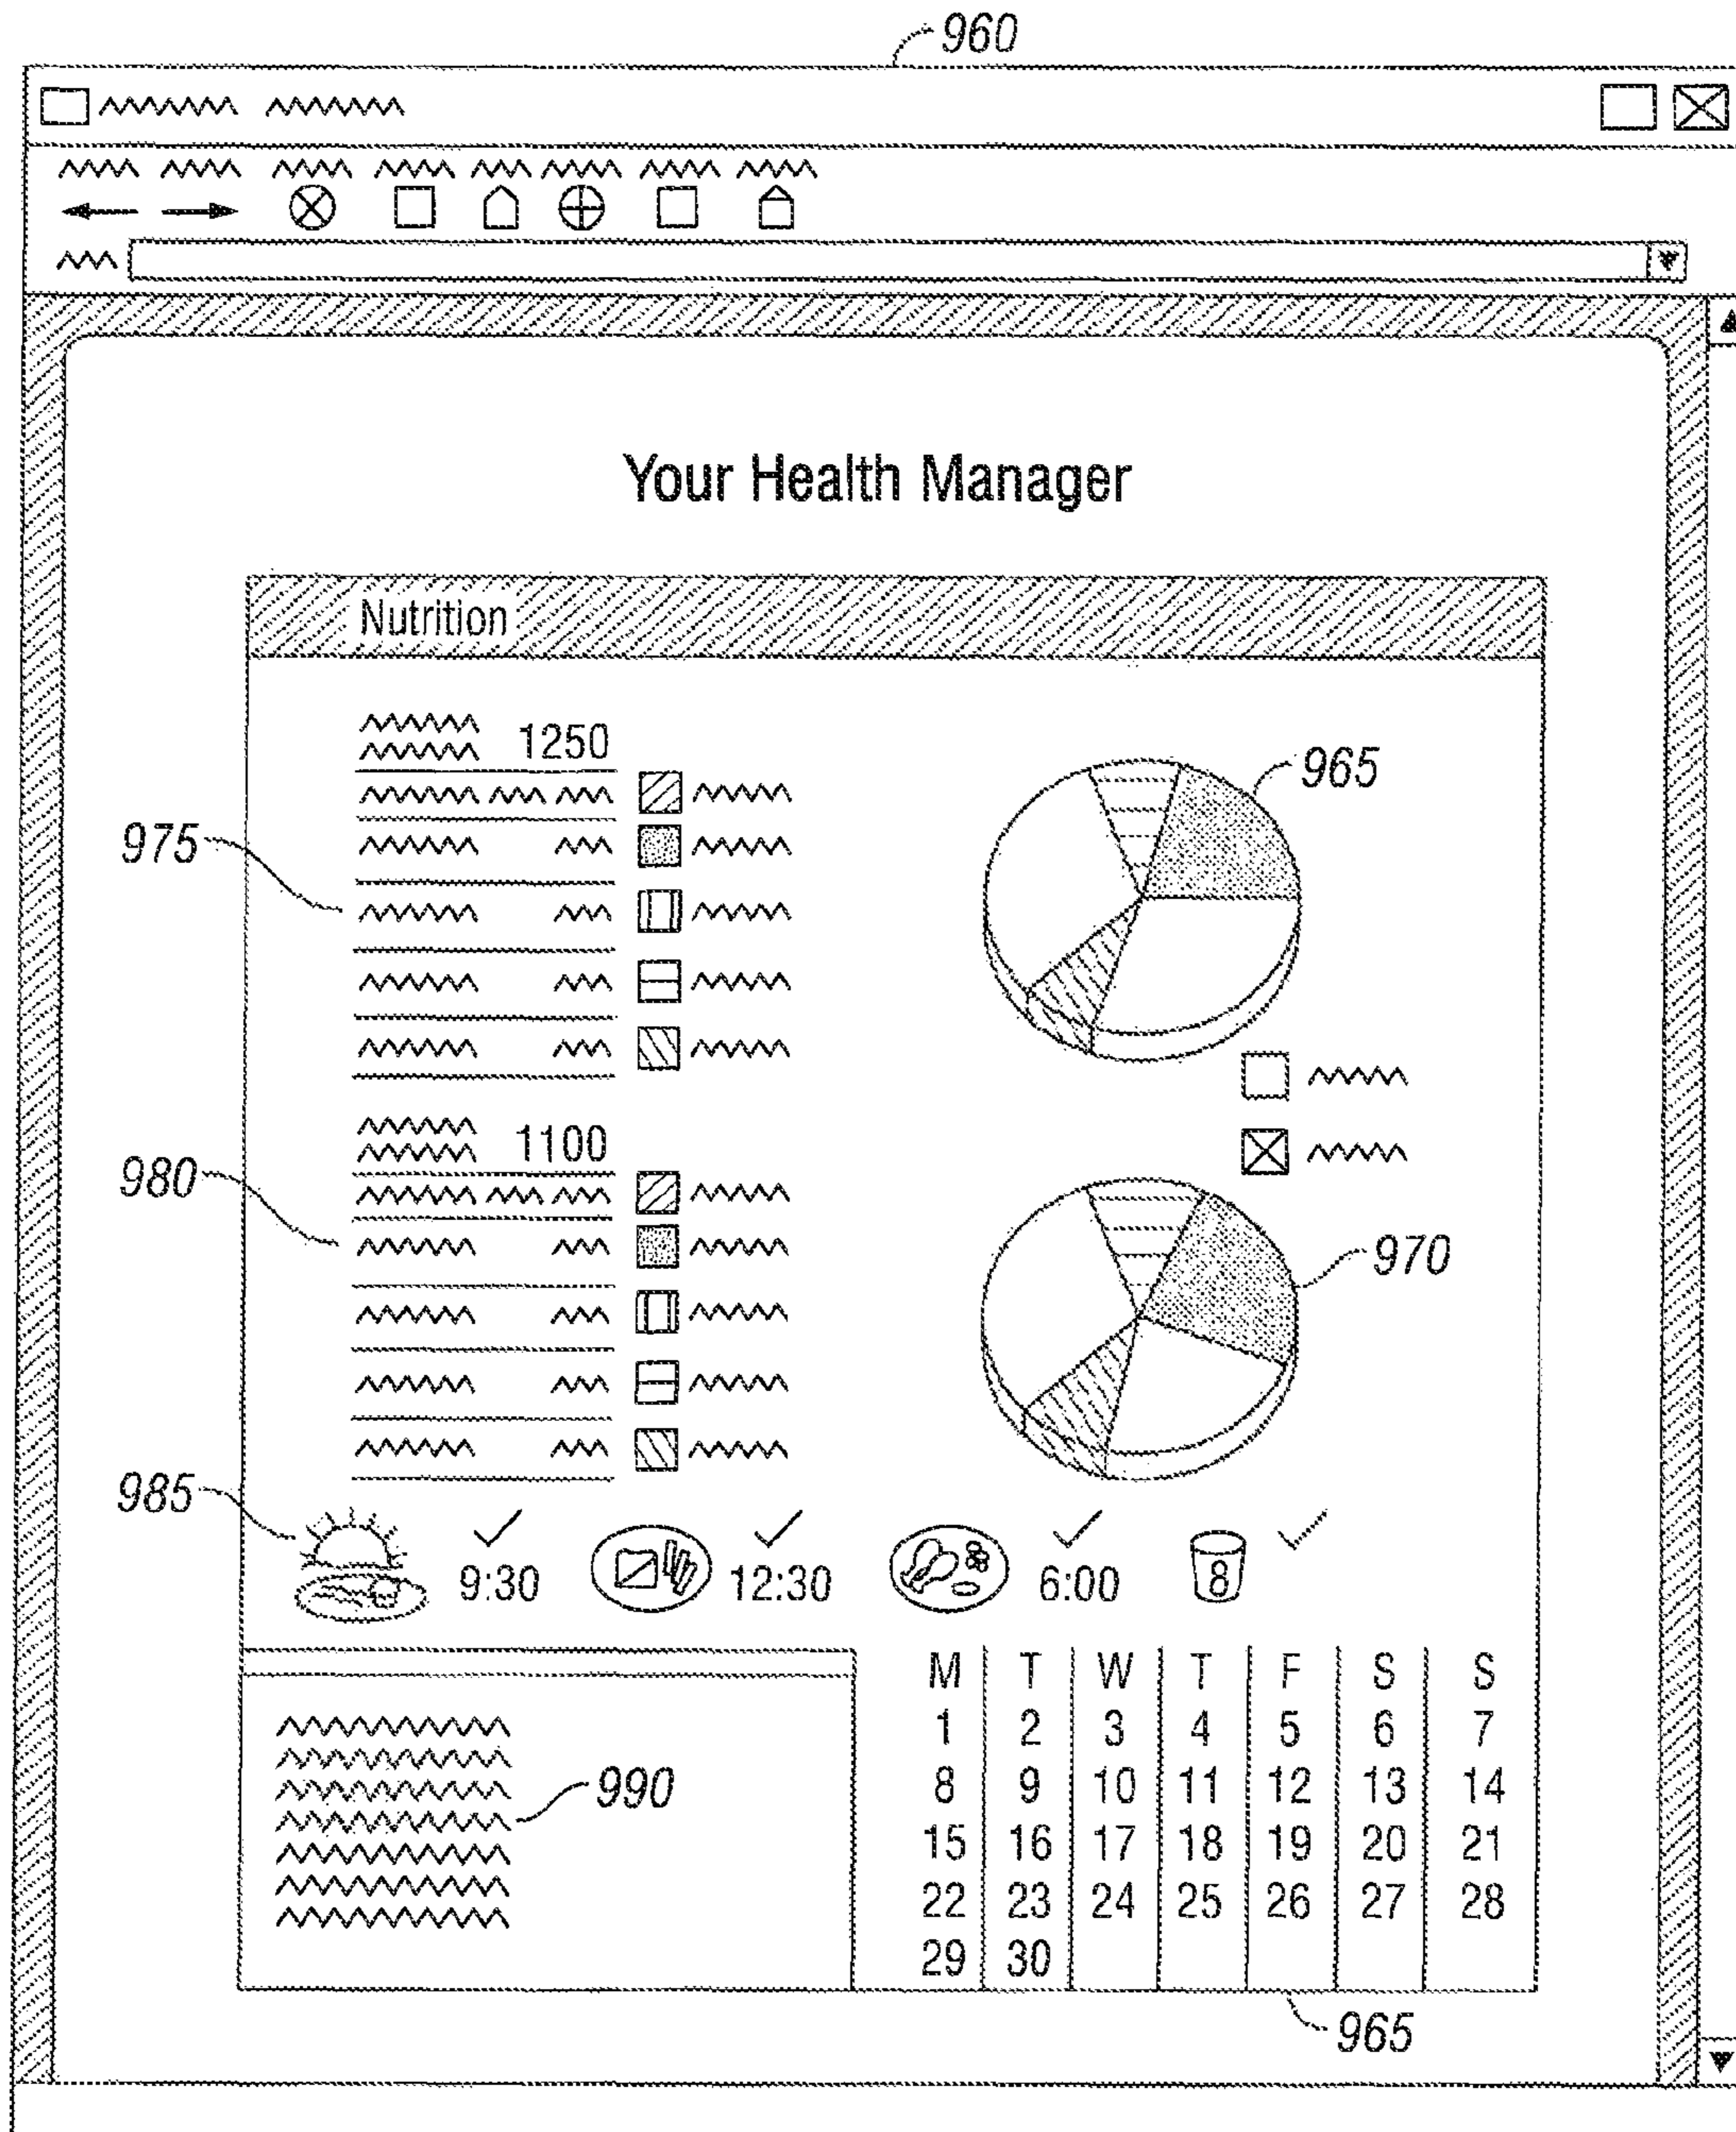 960
Your Health Manager
Nutrition
1250
965
975
1100
980
970
985
9:30 12:30 6:00 8
M T W T F S S
1 2 3 4 5 6 7
8 9 10 11 12 13 14
15 16 17 18 19 20 21
22 23 24 25 26 27 28
29 30
990
965